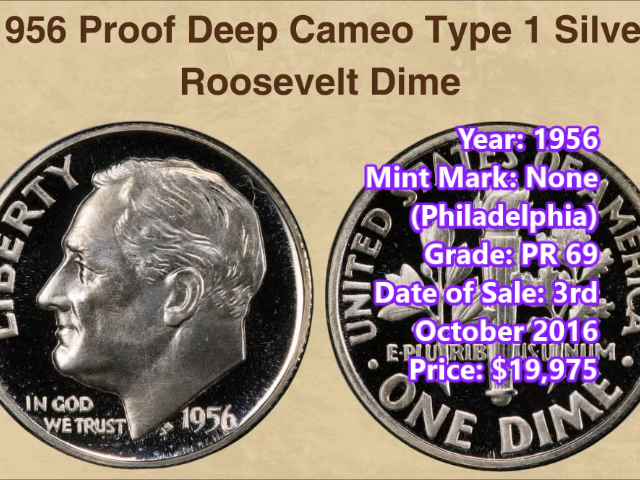 956 Proof Deep Cameo Type 1 Silve
Roosevelt Dime
LIBERTY
IN GOD
WE TRUST
1956
UNITED STATES OF AMERICA
E·PLURIBUS·UNUM
ONE DIME
Year: 1956
Mint Mark: None
(Philadelphia)
Grade: PR 69
Date of Sale: 3rd
October 2016
Price: $19,975